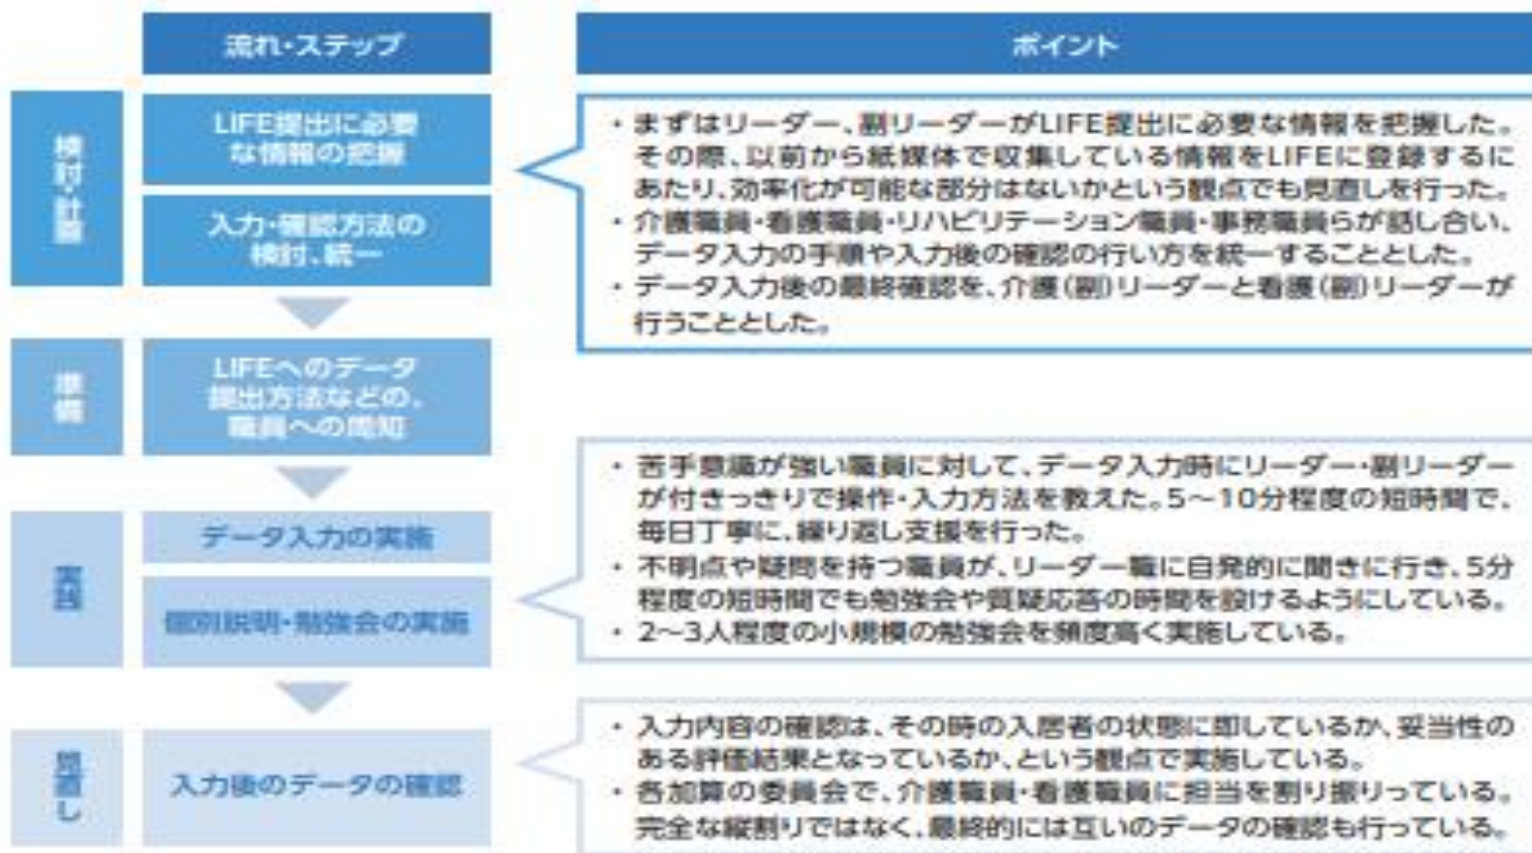 流れ・ステップ
ポイント
検討・計画
LIFE提出に必要
な情報の把握
入力・確認方法の
検討、統一
・まずはリーダー、副リーダーがLIFE提出に必要な情報を把握した。
その際、以前から紙媒体で収集している情報をLIFEに登録するに
あたり、効率化が可能な部分はないかという観点でも見直しを行った。
・介護職員・看護職員・リハビリテーション職員・事務職員らが話し合い、
データ入力の手順や入力後の確認の行い方を統一することとした。
・データ入力後の最終確認を、介護(副)リーダーと看護(副)リーダーが
行うこととした。
準備
LIFEへのデータ
提出方法などの、
職員への周知
実践
データ入力の実施
個別説明・勉強会の実施
・苦手意識が強い職員に対して、データ入力時にリーダー・副リーダー
が付きっきりで操作・入力方法を教えた。5～10分程度の短時間で、
毎日丁寧に、繰り返し支援を行った。
・不明点や疑問を持つ職員が、リーダー職に自発的に聞きに行き、5分
程度の短時間でも勉強会や質疑応答の時間を設けるようにしている。
・2～3人程度の小規模の勉強会を頻度高く実施している。
見直し
入力後のデータの確認
・入力内容の確認は、その時の入居者の状態に即しているか、妥当性の
ある評価結果となっているか、という観点で実施している。
・各加算の委員会で、介護職員・看護職員に担当を割り振りっている。
完全な縦割りではなく、最終的には互いのデータの確認も行っている。